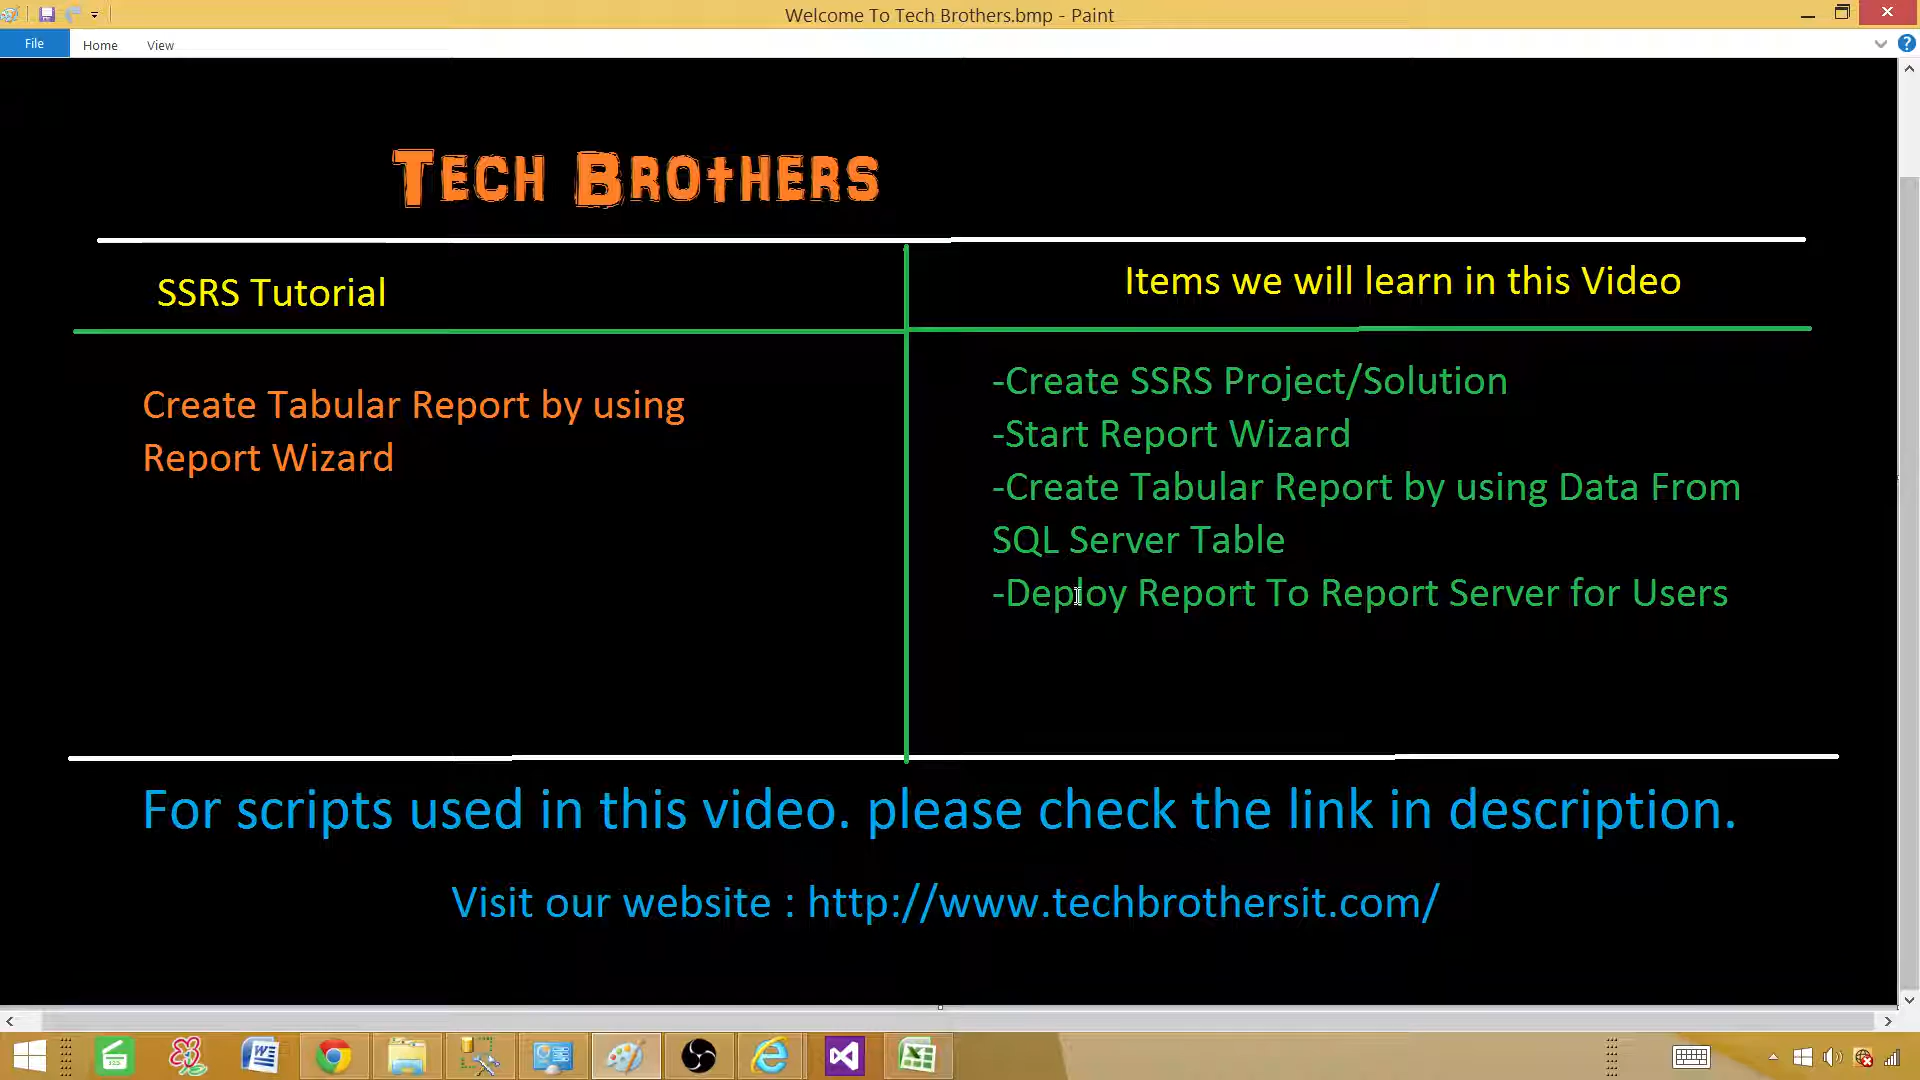 Welcome To Tech Brothers.bmp - Paint
File
Home
View
Tech Brothers
SSRS Tutorial
Items we will learn in this Video
Create Tabular Report by using
Report Wizard
-Create SSRS Project/Solution
-Start Report Wizard
-Create Tabular Report by using Data From
SQL Server Table
-Deploy Report To Report Server for Users
For scripts used in this video. please check the link in description.
Visit our website : http://www.techbrothersit.com/